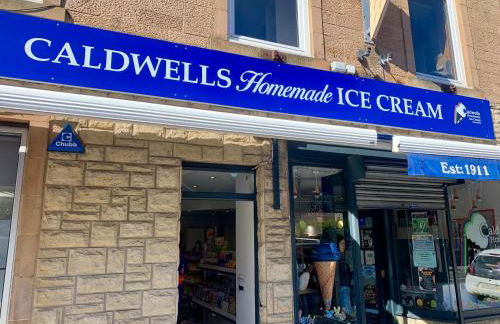 CALDWELLS Homemade ICE CREAM
Chubb
Est: 1911